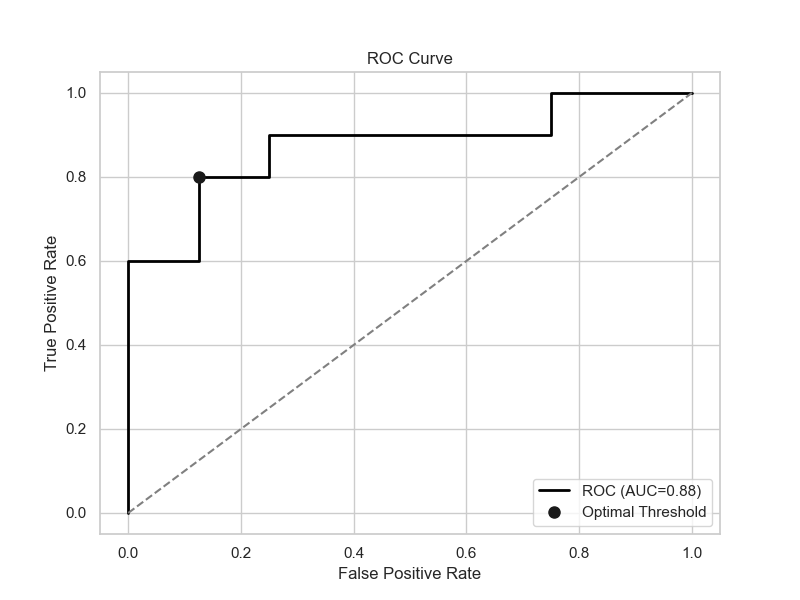 ROC Curve
1.0
0.8
0.6
0.4
0.2
0.0
True Positive Rate
0.0 0.2 0.4 0.6 0.8 1.0
False Positive Rate
ROC (AUC=0.88)
Optimal Threshold